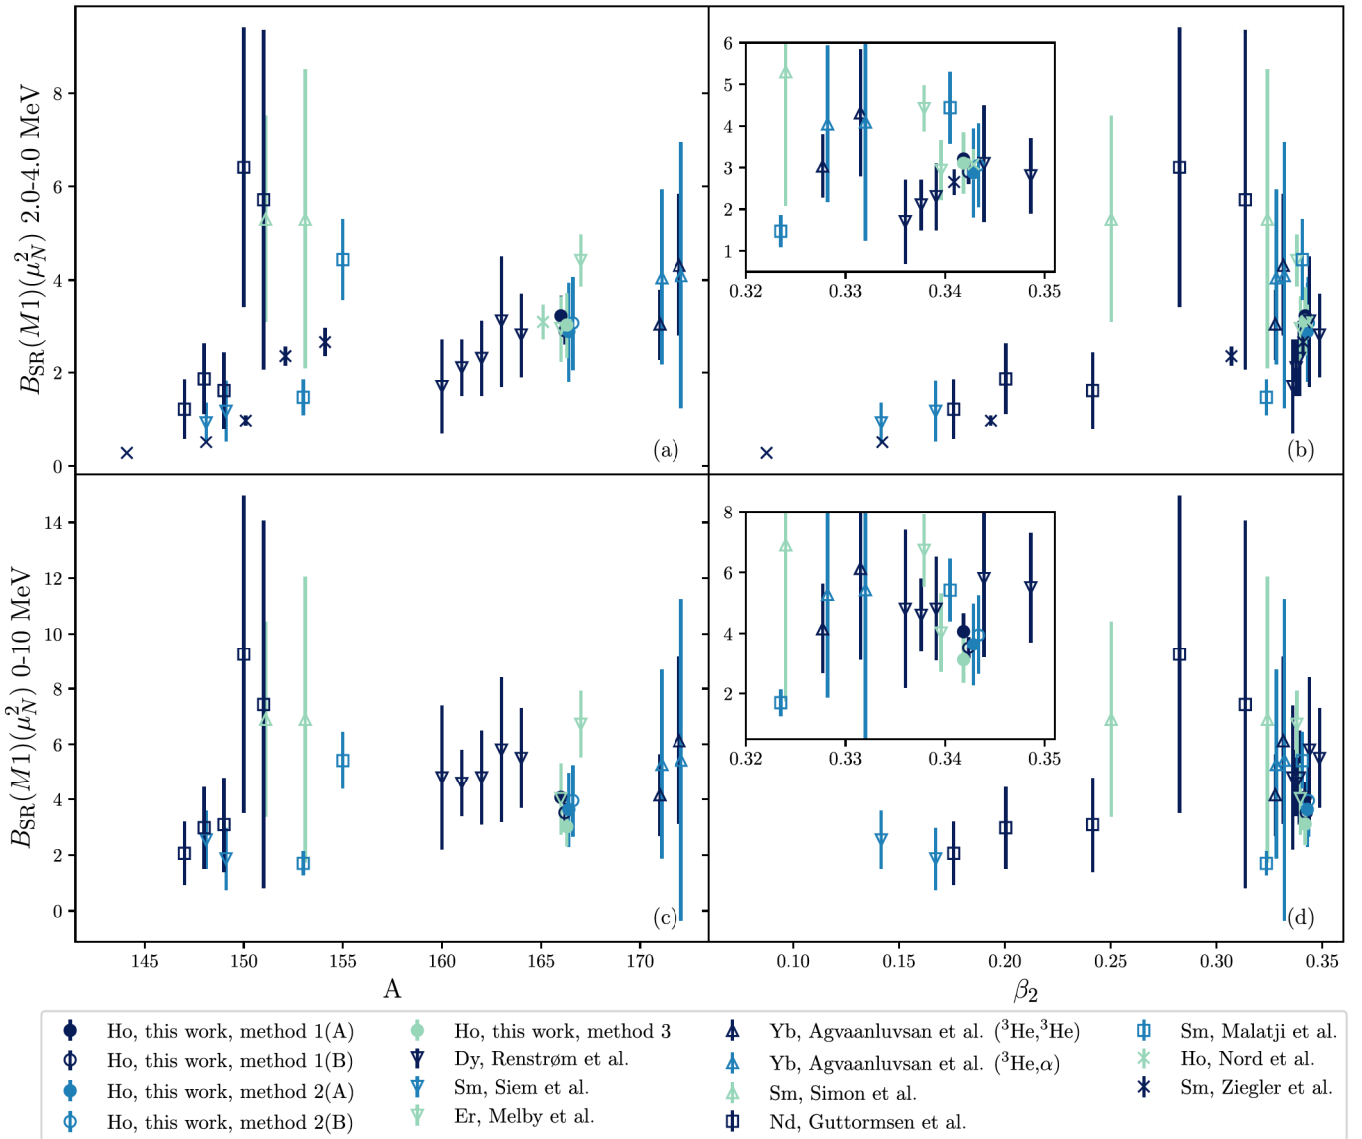 B_SR(M1)(μ_N^2) 2.0-4.0 MeV
8
6
4
2
0
(a)
6
5
4
3
2
1
0.32 0.33 0.34 0.35
(b)
B_SR(M1)(μ_N^2) 0-10 MeV
14
12
10
8
6
4
2
0
(c)
8
6
4
2
0.32 0.33 0.34 0.35
(d)
145 150 155 160 165 170
0.10 0.15 0.20 0.25 0.30 0.35
A
β_2
Ho, this work, method 1(A)
Ho, this work, method 1(B)
Ho, this work, method 2(A)
Ho, this work, method 2(B)
Ho, this work, method 3
Dy, Renstrøm et al.
Sm, Siem et al.
Er, Melby et al.
Yb, Agvaanluvsan et al. (³He,³He)
Yb, Agvaanluvsan et al. (³He,α)
Sm, Simon et al.
Nd, Guttormsen et al.
Sm, Malatji et al.
Ho, Nord et al.
Sm, Ziegler et al.